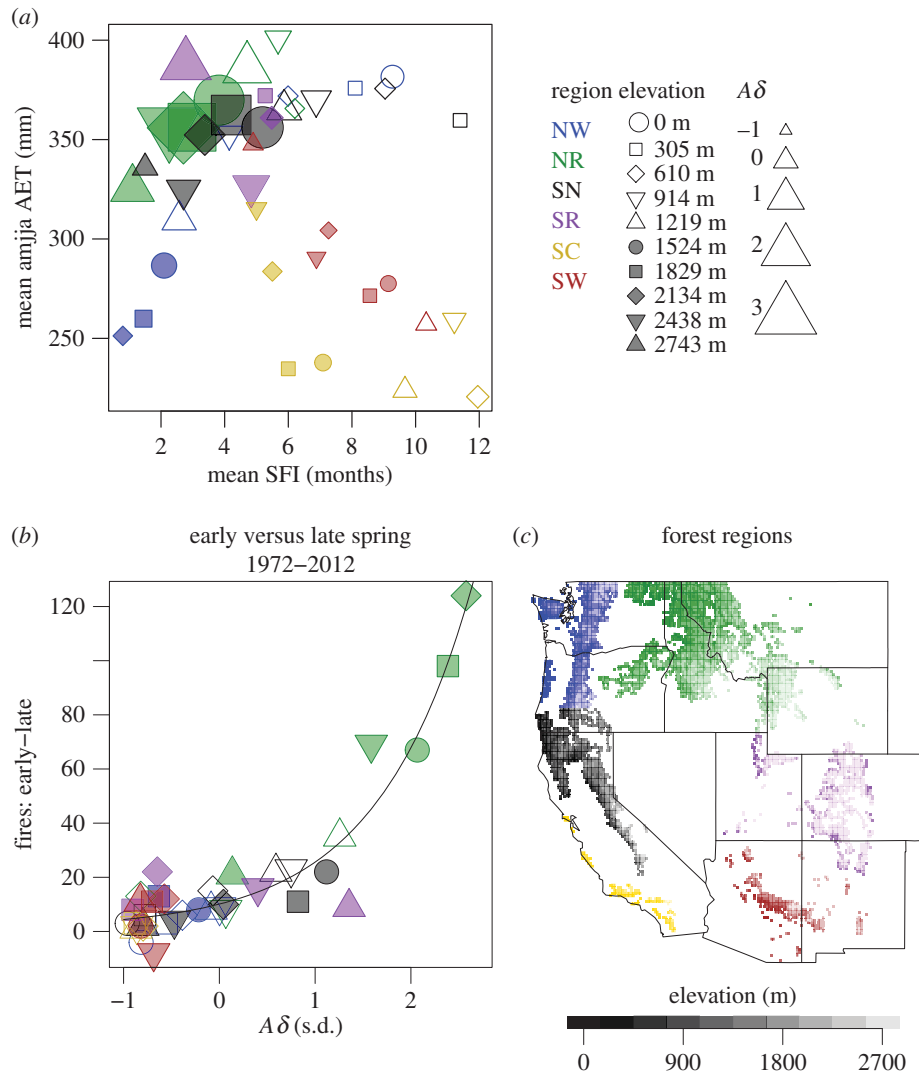 (a)
400
350
300
250
mean amjja AET (mm)
2 4 6 8 10 12
mean SFI (months)
region elevation Aδ
NW
NR
SN
SR
SC
SW
0 m
305 m
610 m
914 m
1219 m
1524 m
1829 m
2134 m
2438 m
2743 m
−1
0
1
2
3
(b)
early versus late spring
1972–2012
120
80
60
40
20
0
fires: early–late
−1 0 1 2
Aδ (s.d.)
(c)
forest regions
elevation (m)
0 900 1800 2700